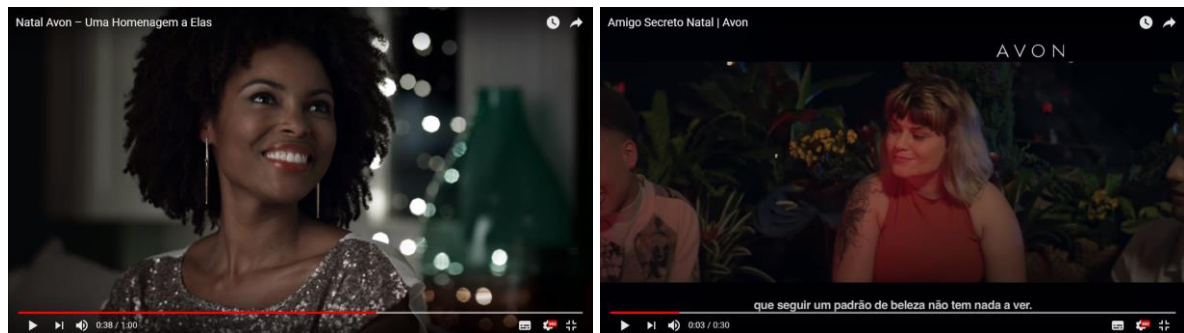 Natal Avon – Uma Homenagem a Elas
0:38 / 1:00
Amigo Secreto Natal | Avon
AVON
que seguir um padrão de beleza não tem nada a ver.
0:03 / 0:30